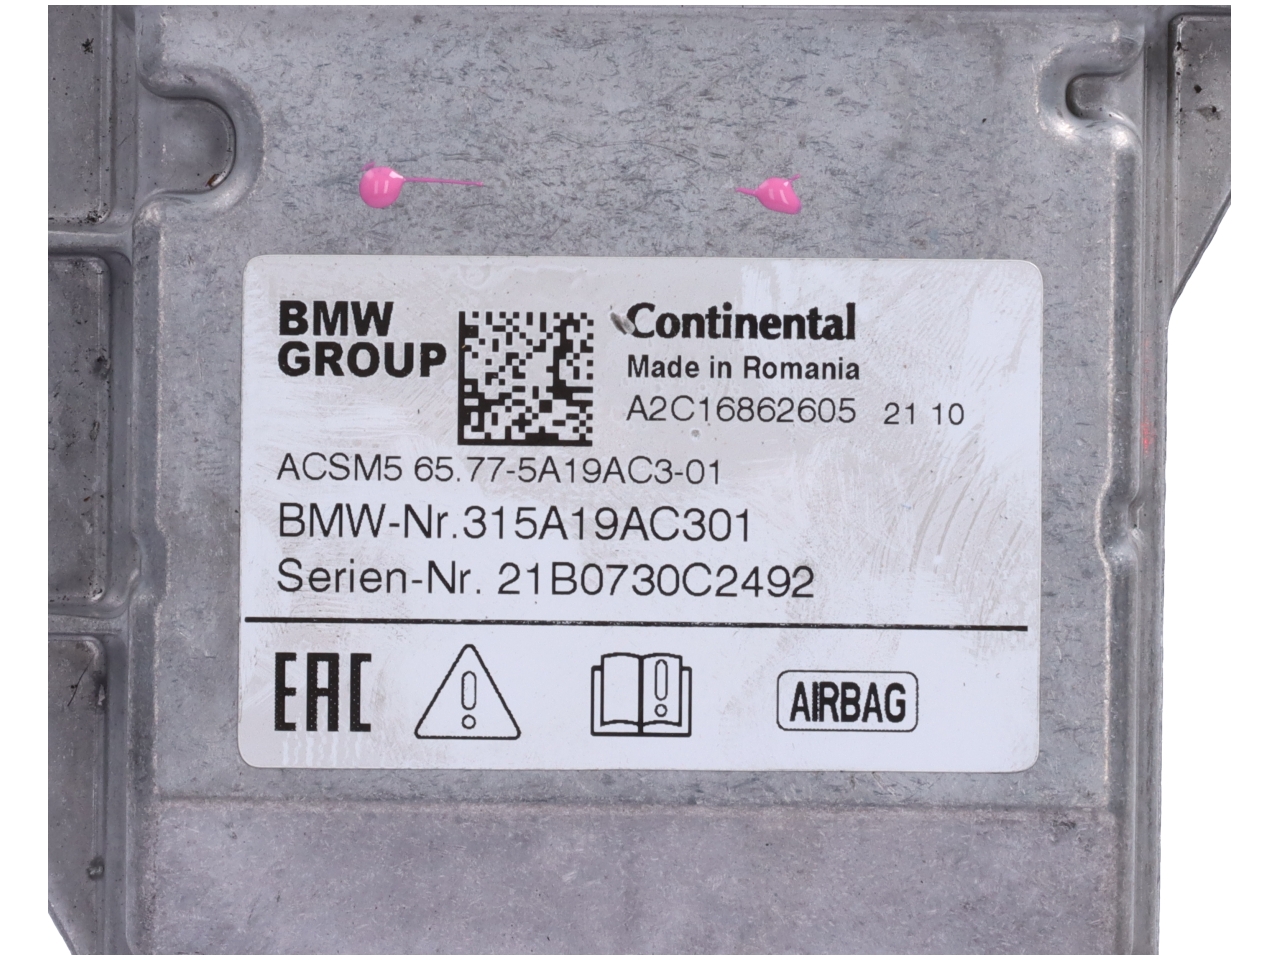 BMW
GROUP
Continental
Made in Romania
A2C16862605 21 10
ACSM5 65.77-5A19AC3-01
BMW-Nr.315A19AC301
Serien-Nr. 21B0730C2492
EAC
AIRBAG